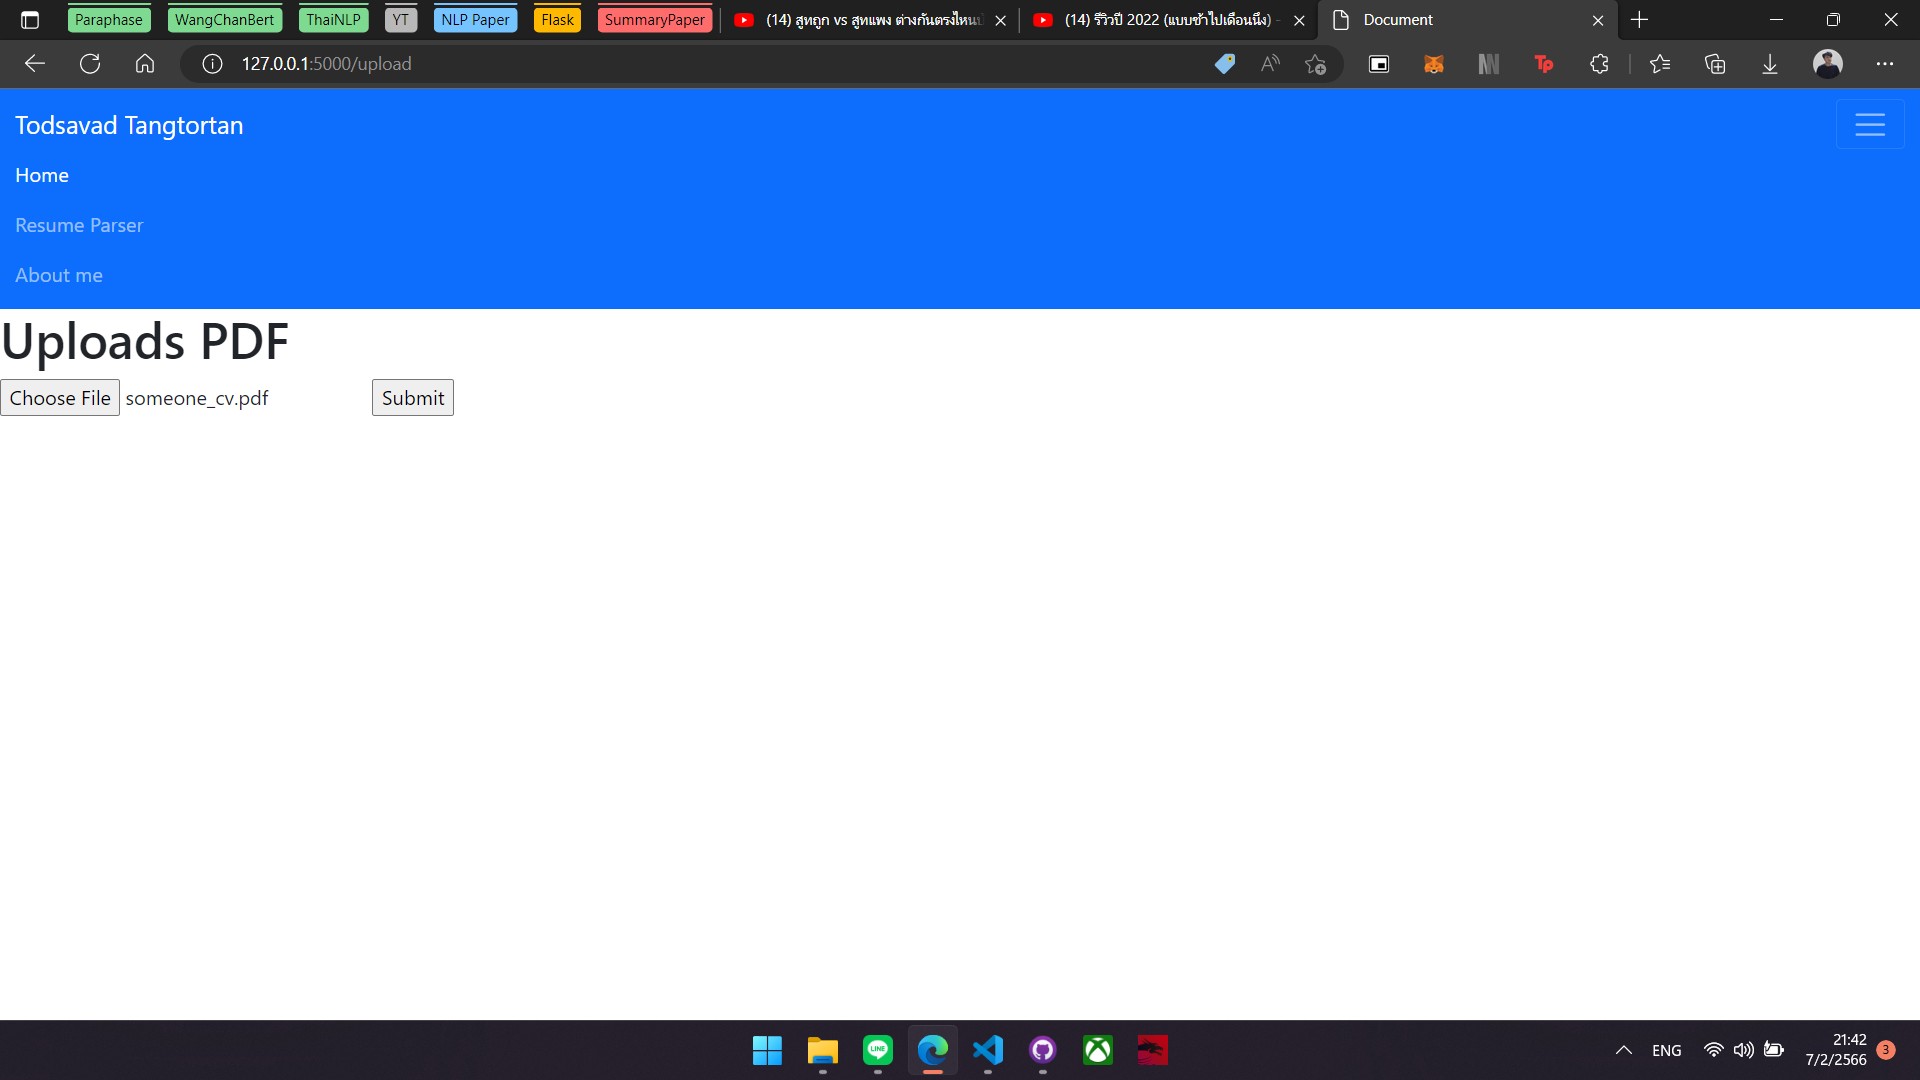 Paraphase WangChanBert ThaiNLP YT NLP Paper Flask SummaryPaper (14) สูทถูก vs สูทแพง ต่างกันตรงไหน (14) รีวิวปี 2022 (แบบช้าไปเดือนนึง) - Document
127.0.0.1:5000/upload
Todsavad Tangtortan
Home
Resume Parser
About me
Uploads PDF
Choose File someone_cv.pdf Submit
LINE
ENG 21:42
7/2/2566 3